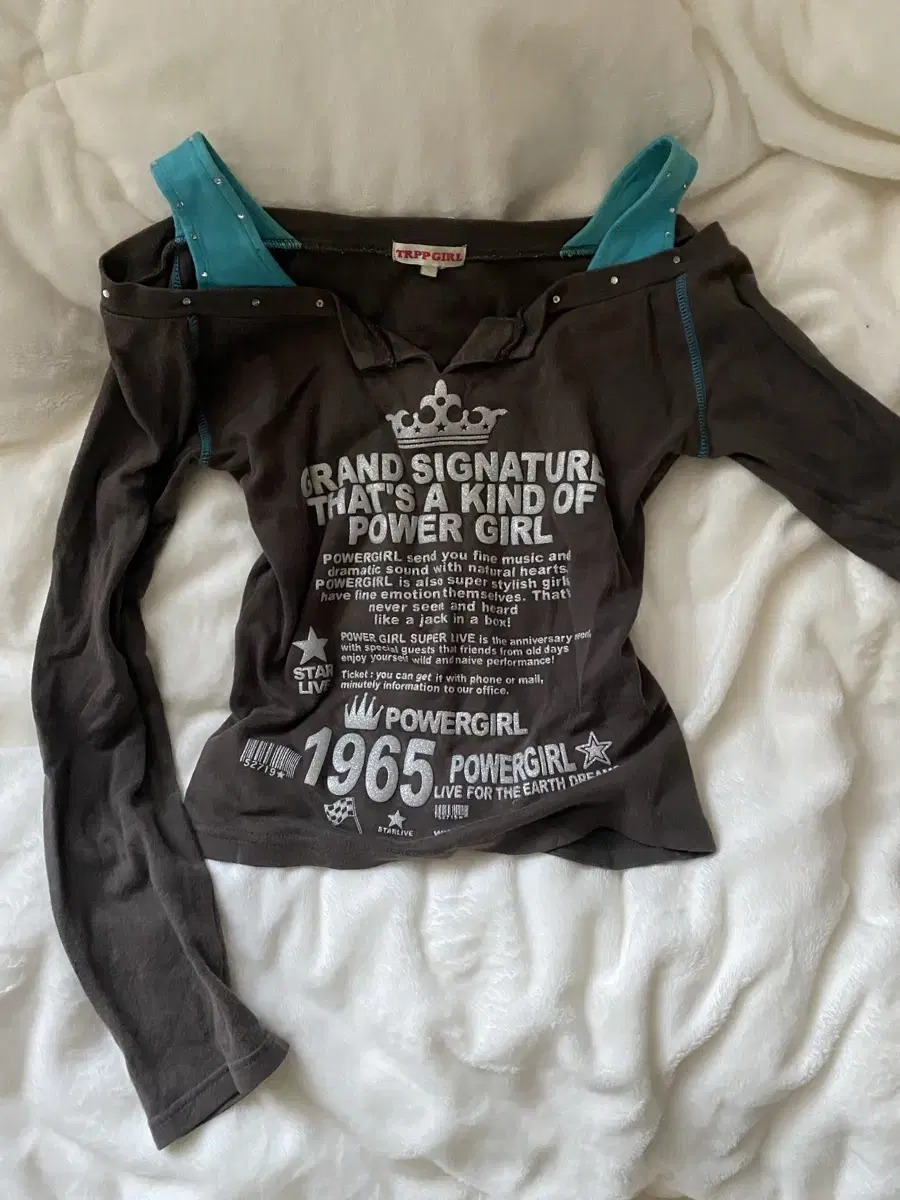 TRPP GIRL
GRAND SIGNATURE
THAT'S A KIND OF
POWER GIRL
POWERGIRL send you fine music and
dramatic sound with natural hearts.
POWERGIRL is also super stylish girls
have fine emotion themselves. That's
never seen and heard
like a jack in a box!
POWER GIRL SUPER LIVE is the anniversary
with special guests that friends from old days
enjoy yourself wild and naive performance!
STAR
LIVE
Ticket : you can get it with phone or mail,
minutely information to our office.
POWERGIRL
52719
1965
POWERGIRL
LIVE FOR THE EARTH DREAMS
STARLIVE